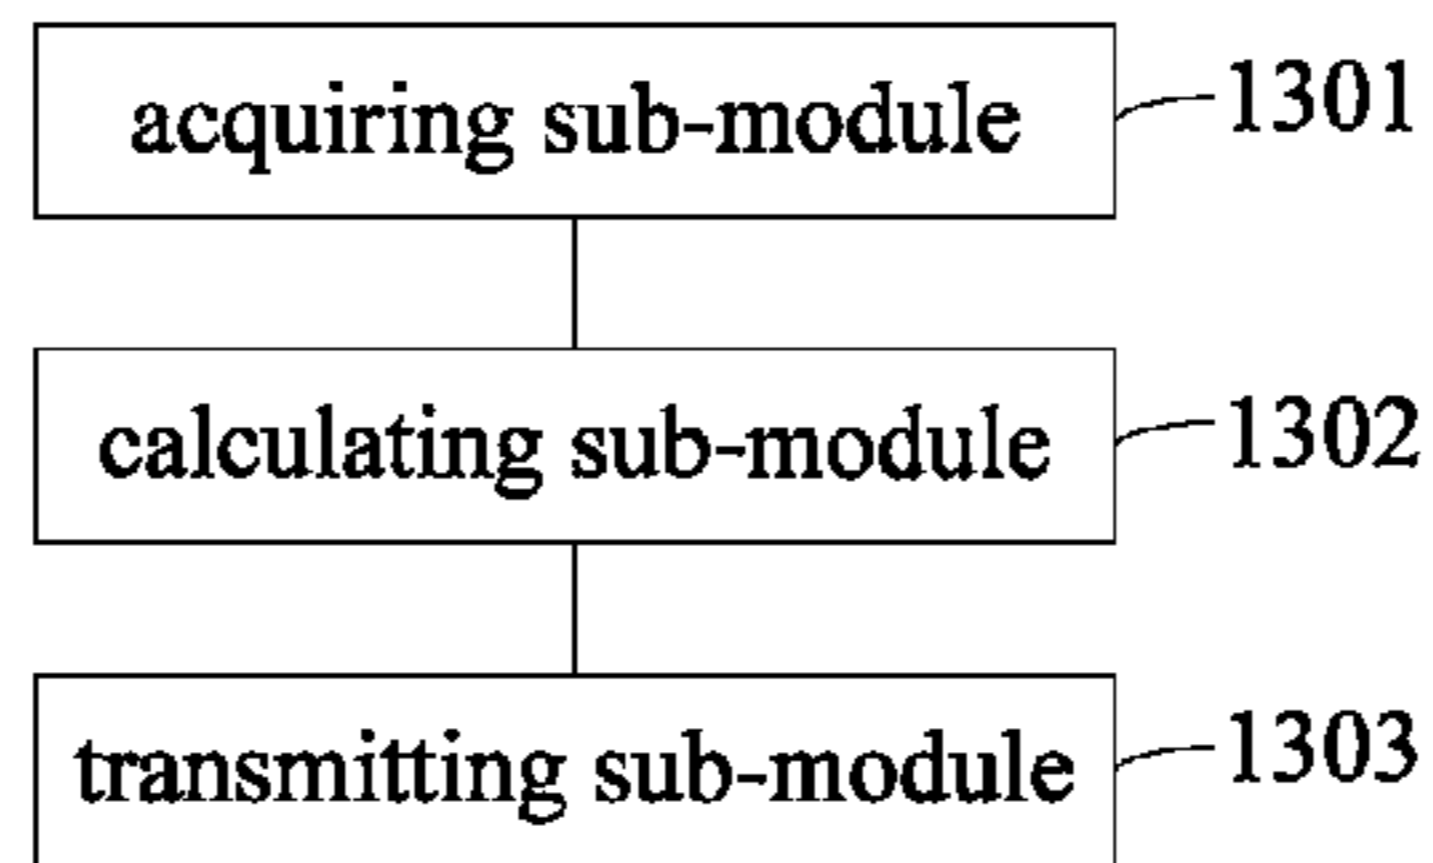 acquiring sub-module 1301
calculating sub-module 1302
transmitting sub-module 1303